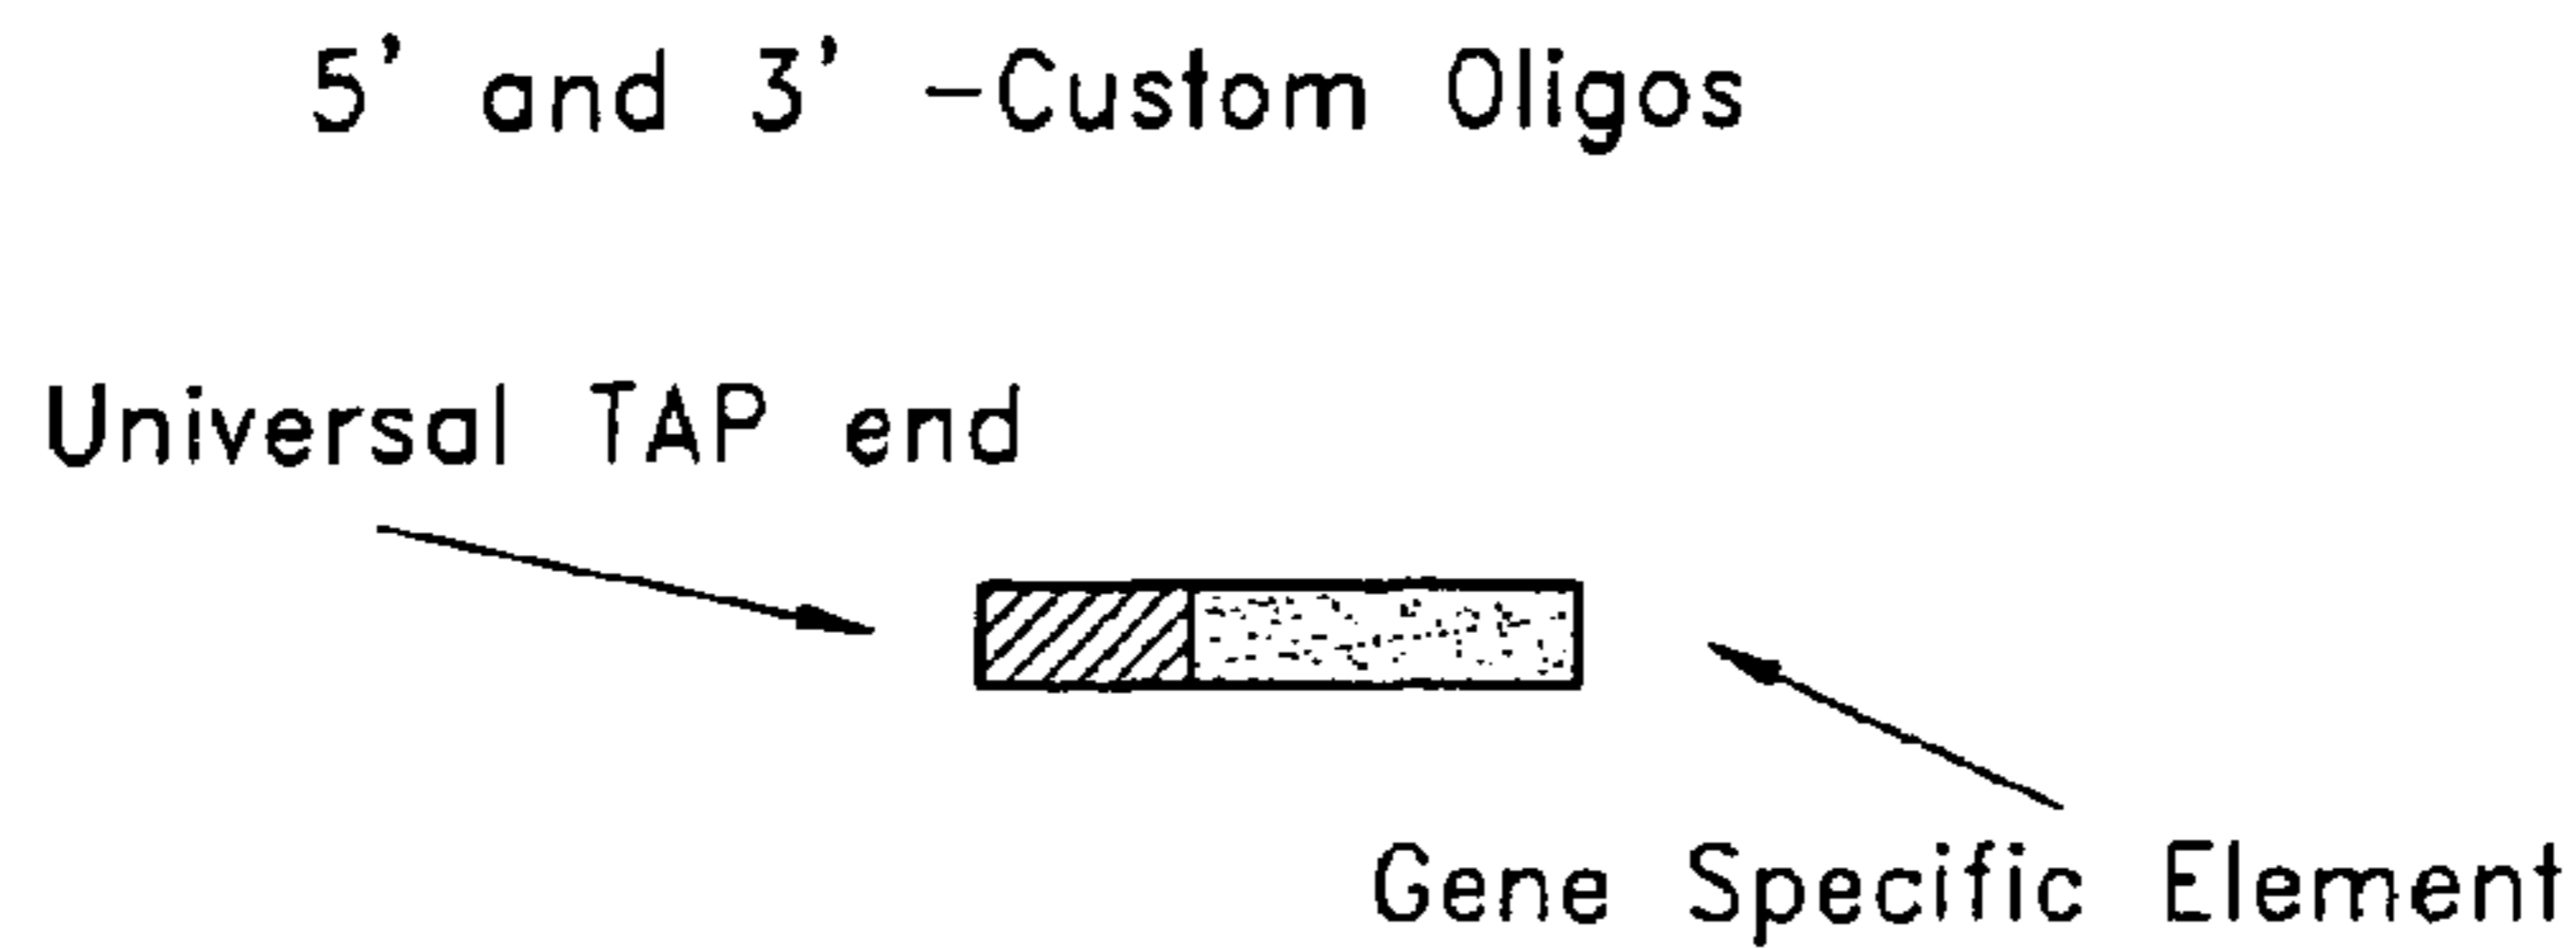 5' and 3' -Custom Oligos
Universal TAP end
Gene Specific Element